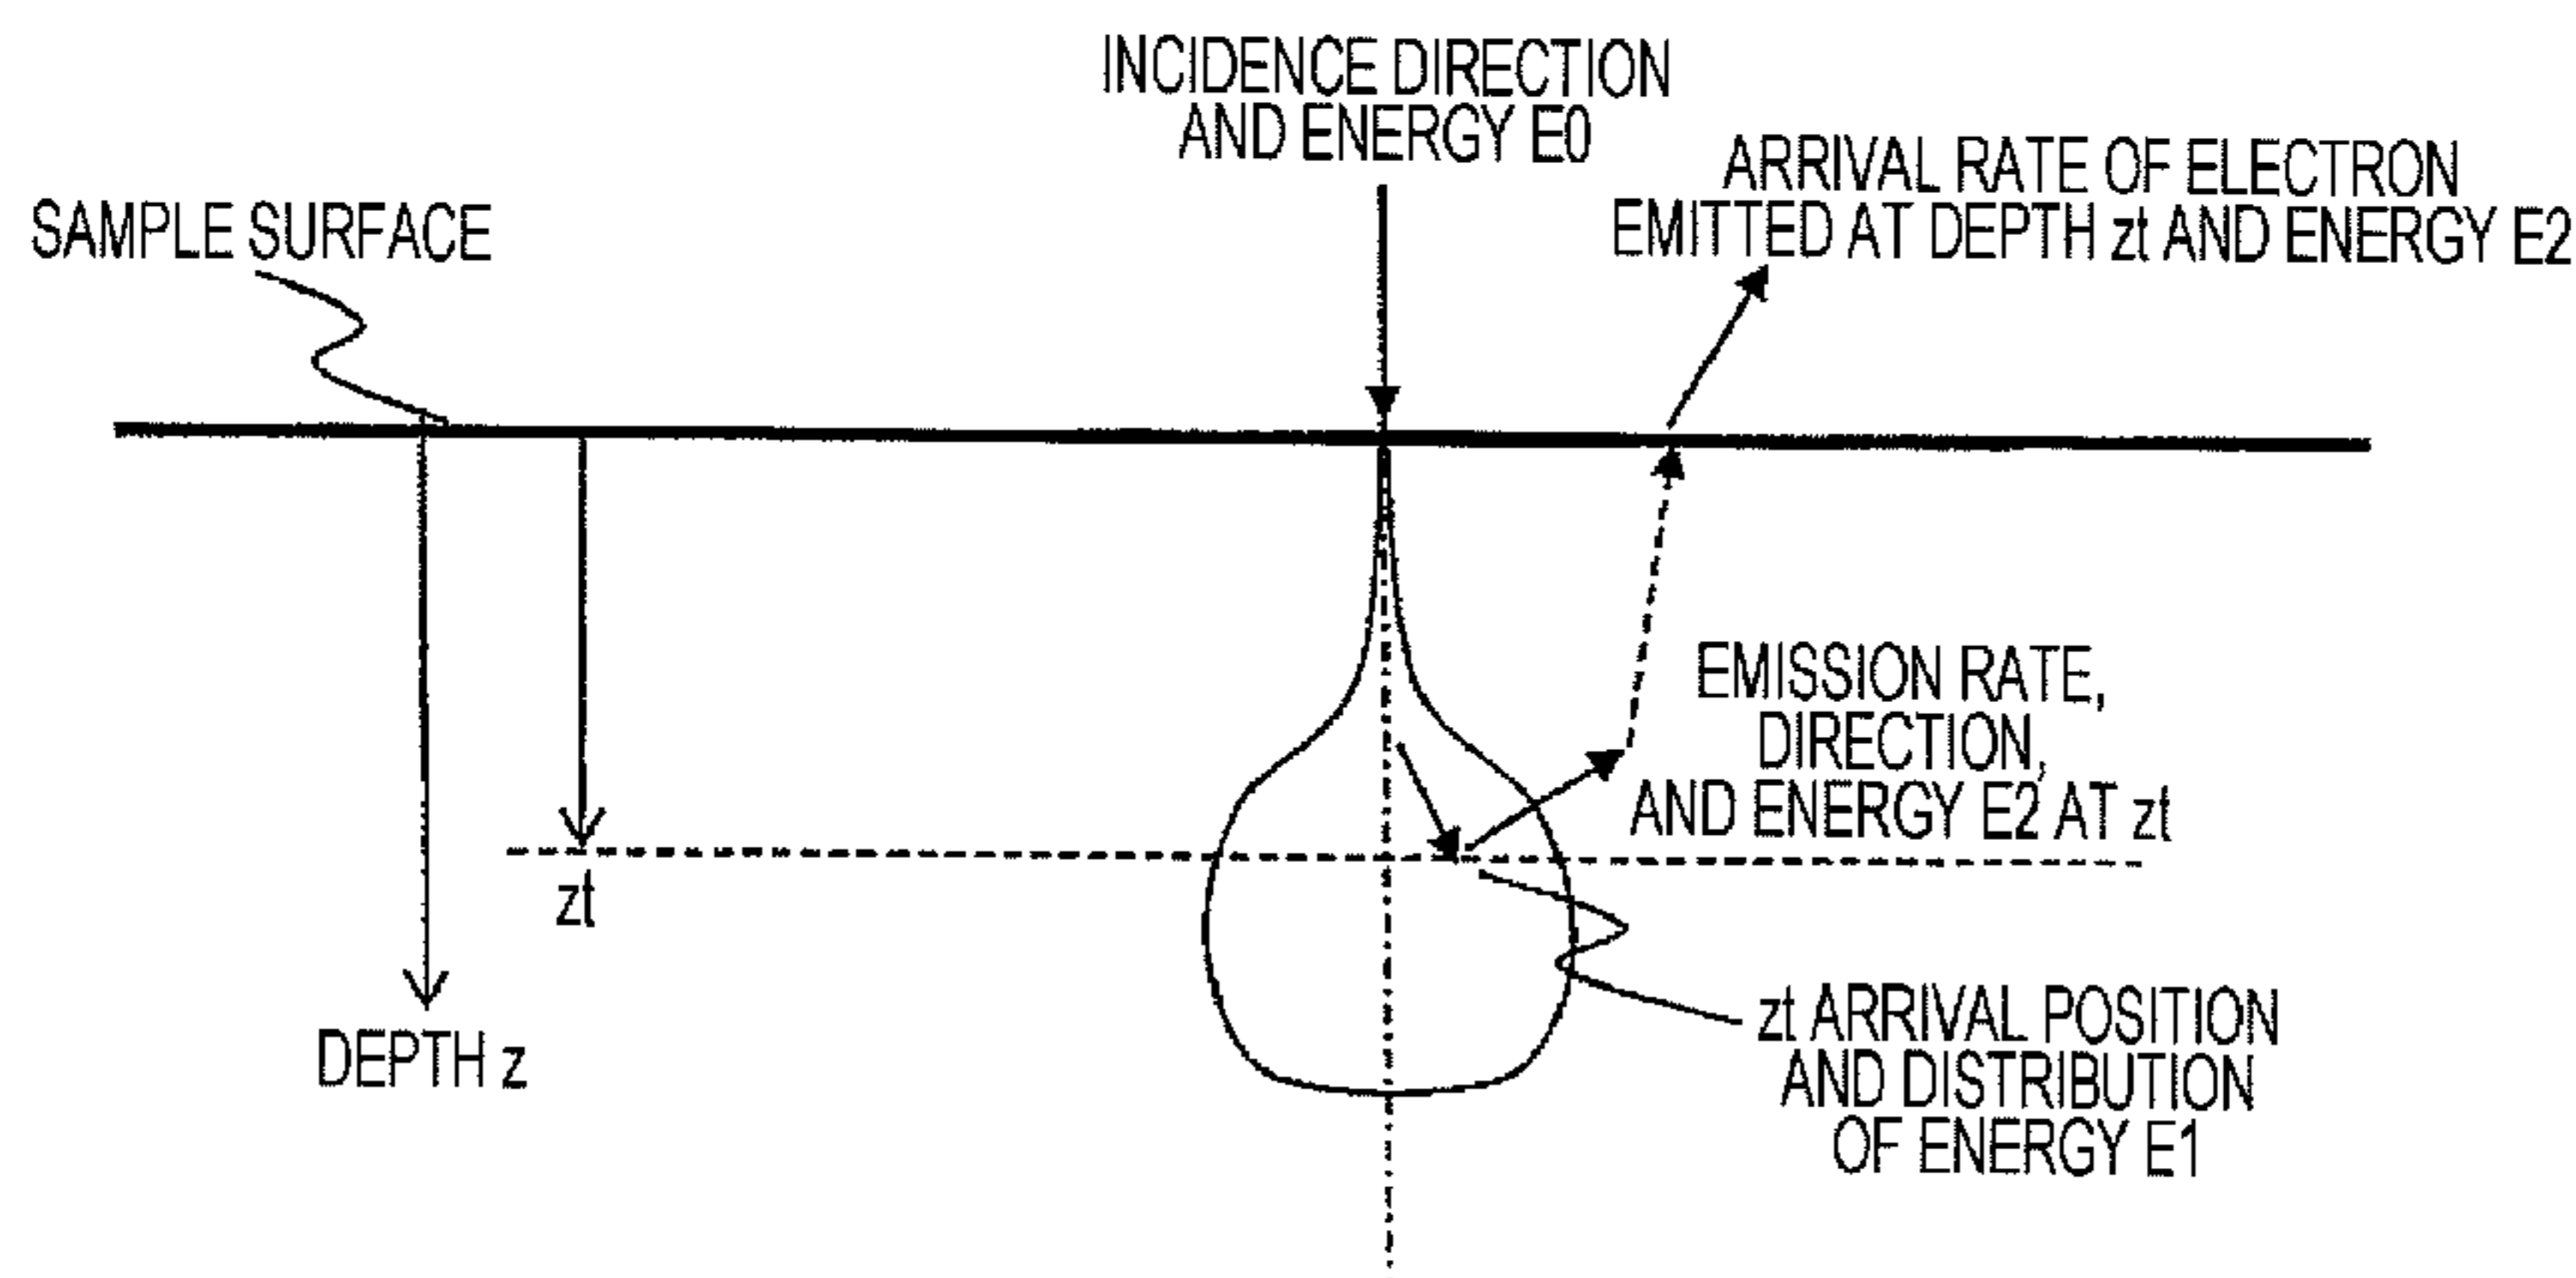 INCIDENCE DIRECTION
AND ENERGY E0
ARRIVAL RATE OF ELECTRON
EMITTED AT DEPTH zt AND ENERGY E2
SAMPLE SURFACE
EMISSION RATE,
DIRECTION,
AND ENERGY E2 AT zt
zt
zt ARRIVAL POSITION
AND DISTRIBUTION
OF ENERGY E1
DEPTH z